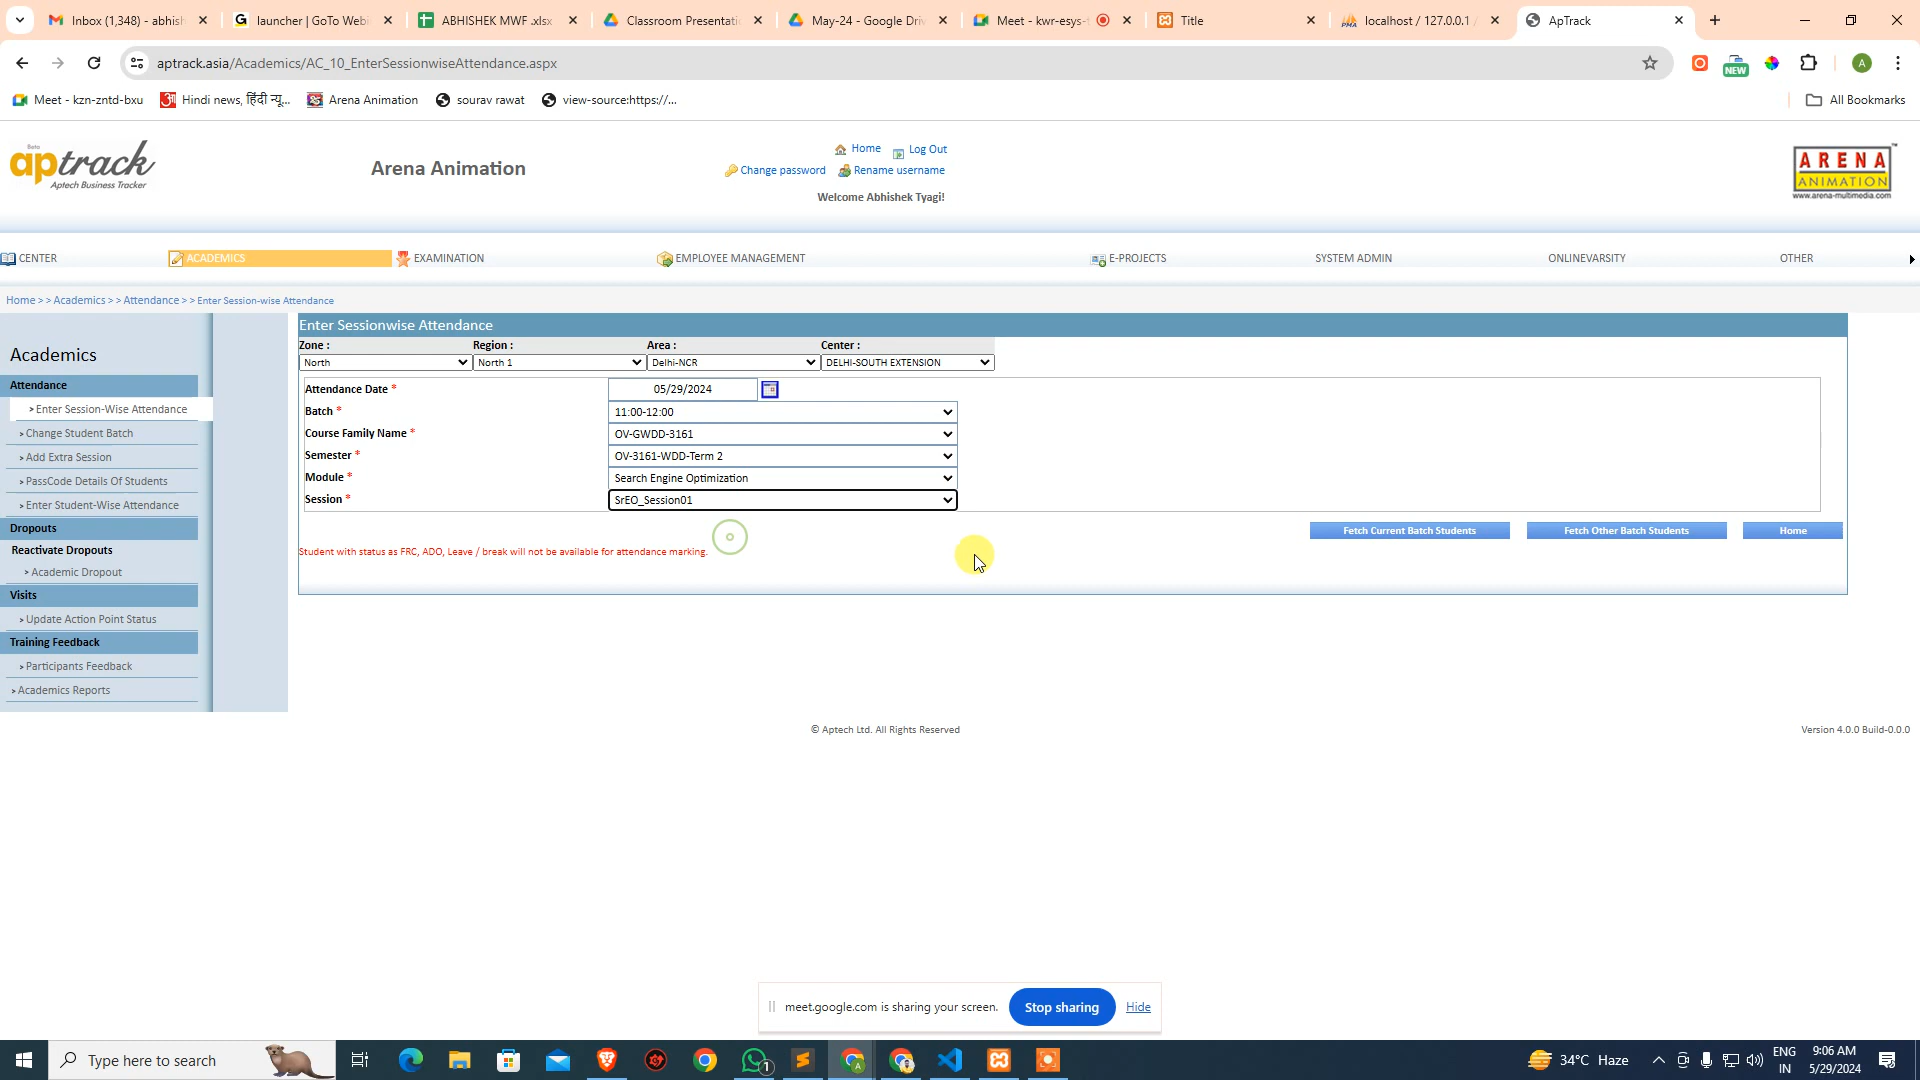 Inbox (1,348) - abhish
launcher | GoTo Webi
ABHISHEK MWF .xlsx
Classroom Presentatio
May-24 - Google Driv
Meet - kwr-esys-
Title
localhost / 127.0.0.1
ApTrack
aptrack.asia/Academics/AC_10_EnterSessionwiseAttendance.aspx
NEW
A
Meet - kzn-zntd-bxu
Hindi news, हिंदी न्यू...
Arena Animation
sourav rawat
view-source:https://...
All Bookmarks
Beta
aptrack
Aptech Business Tracker
Arena Animation
Home
Log Out
Change password
Rename username
Welcome Abhishek Tyagi!
ARENA
ANIMATION
www.arena-multimedia.com
CENTER
ACADEMICS
EXAMINATION
EMPLOYEE MANAGEMENT
E-PROJECTS
SYSTEM ADMIN
ONLINEVARSITY
OTHER
Home > > Academics > > Attendance > > Enter Session-wise Attendance
Academics
Attendance
> Enter Session-Wise Attendance
> Change Student Batch
> Add Extra Session
> PassCode Details Of Students
> Enter Student-Wise Attendance
Dropouts
Reactivate Dropouts
> Academic Dropout
Visits
> Update Action Point Status
Training Feedback
> Participants Feedback
> Academics Reports
Enter Sessionwise Attendance
Zone :
Region :
Area :
Center :
North
North 1
Delhi-NCR
DELHI-SOUTH EXTENSION
Attendance Date *
05/29/2024
Batch *
11:00-12:00
Course Family Name *
OV-GWDD-3161
Semester *
OV-3161-WDD-Term 2
Module *
Search Engine Optimization
Session *
SrEO_Session01
Fetch Current Batch Students
Fetch Other Batch Students
Home
Student with status as FRC, ADO, Leave / break will not be available for attendance marking.
© Aptech Ltd. All Rights Reserved
Version 4.0.0 Build-0.0.0
meet.google.com is sharing your screen.
Stop sharing
Hide
Type here to search
1
34°C Haze
ENG
IN
9:06 AM
5/29/2024